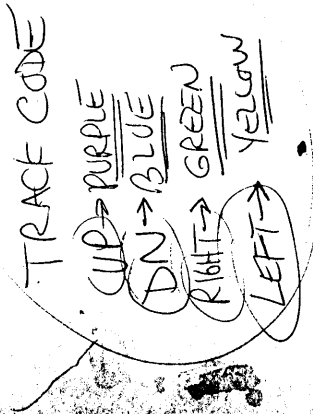 TRACE CODE
UP → PURPLE
DN → BLUE
RIGHT → GREEN
LEFT → YELLOW